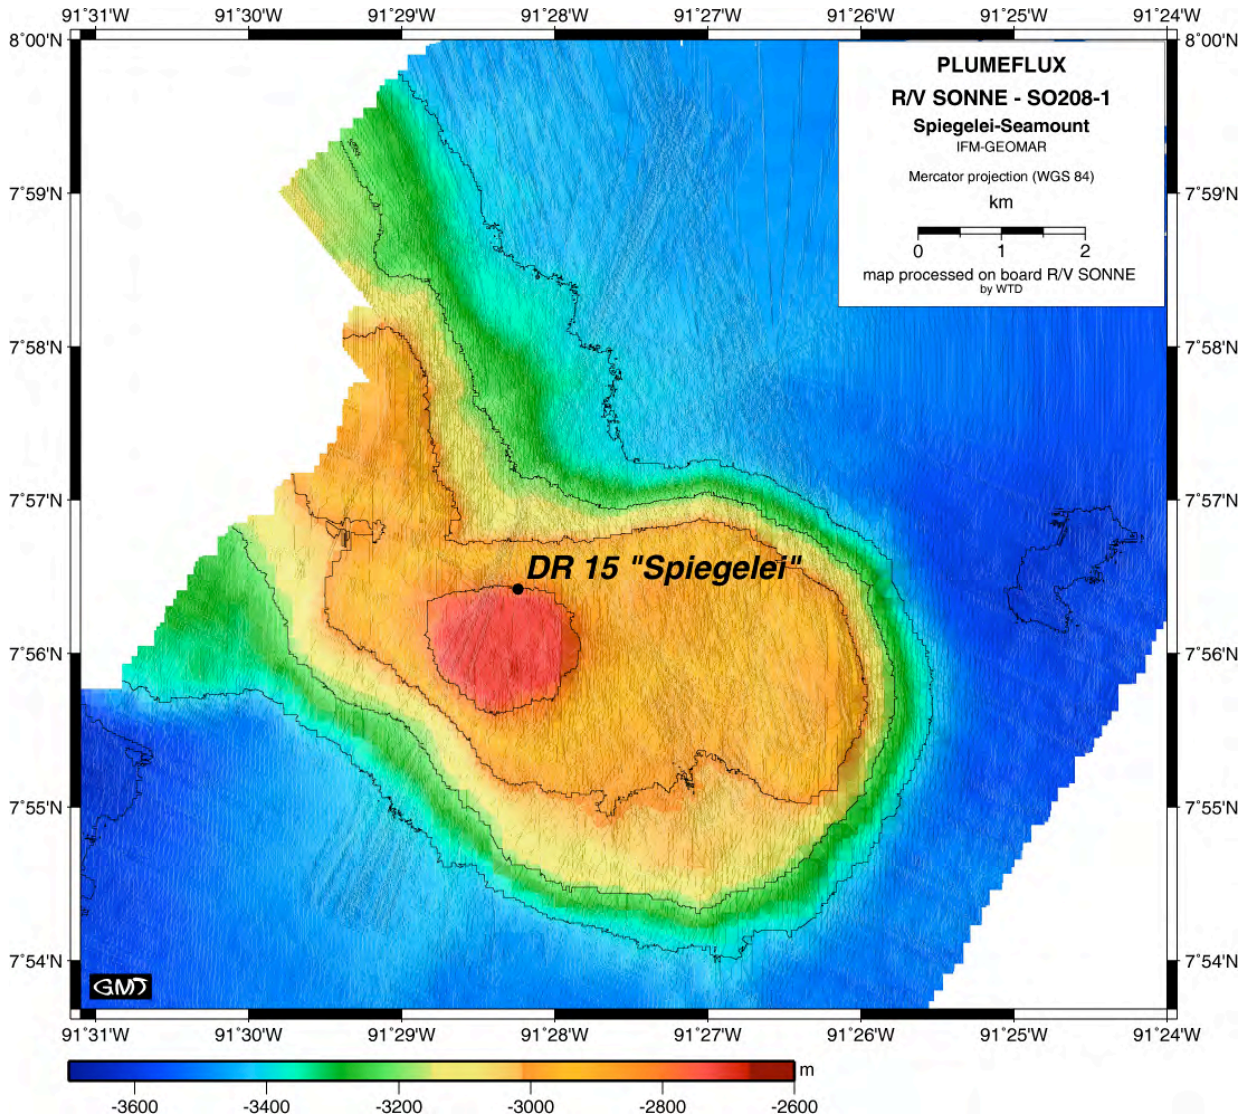 91°31'W 91°30'W 91°29'W 91°28'W 91°27'W 91°26'W 91°25'W 91°24'W
8°00'N 8°00'N
PLUMEFLUX
R/V SONNE - SO208-1
Spiegelei-Seamount
IFM-GEOMAR
Mercator projection (WGS 84)
km
0 1 2
map processed on board R/V SONNE
by WTD
7°59'N 7°59'N
7°58'N 7°58'N
7°57'N 7°57'N
DR 15 "Spiegelei"
7°56'N 7°56'N
7°55'N 7°55'N
7°54'N 7°54'N
GMT
91°31'W 91°30'W 91°29'W 91°28'W 91°27'W 91°26'W 91°25'W 91°24'W
m
-3600 -3400 -3200 -3000 -2800 -2600